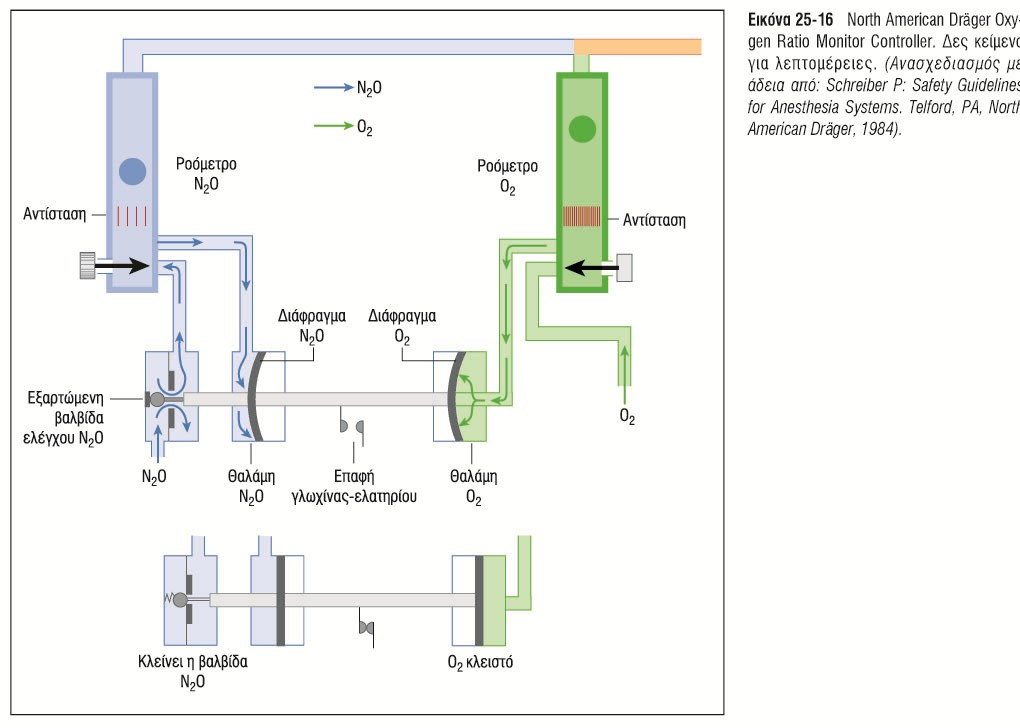 Εικόνα 25-16 North American Dräger Oxy-
gen Ratio Monitor Controller. Δες κείμενο
για λεπτομέρειες. (Ανασχεδιασμός με
άδεια από: Schreiber P: Safety Guidelines
for Anesthesia Systems. Telford, PA, North
American Dräger, 1984).
N₂O
O₂
Ροόμετρο
N₂O
Ροόμετρο
O₂
Αντίσταση
Αντίσταση
Διάφραγμα
N₂O
Διάφραγμα
O₂
Εξαρτώμενη
βαλβίδα
ελέγχου N₂O
O₂
N₂O
Θαλάμη
N₂O
Επαφή
γλωχίνας-ελατηρίου
Θαλάμη
O₂
Κλείνει η βαλβίδα
N₂O
O₂ κλειστό